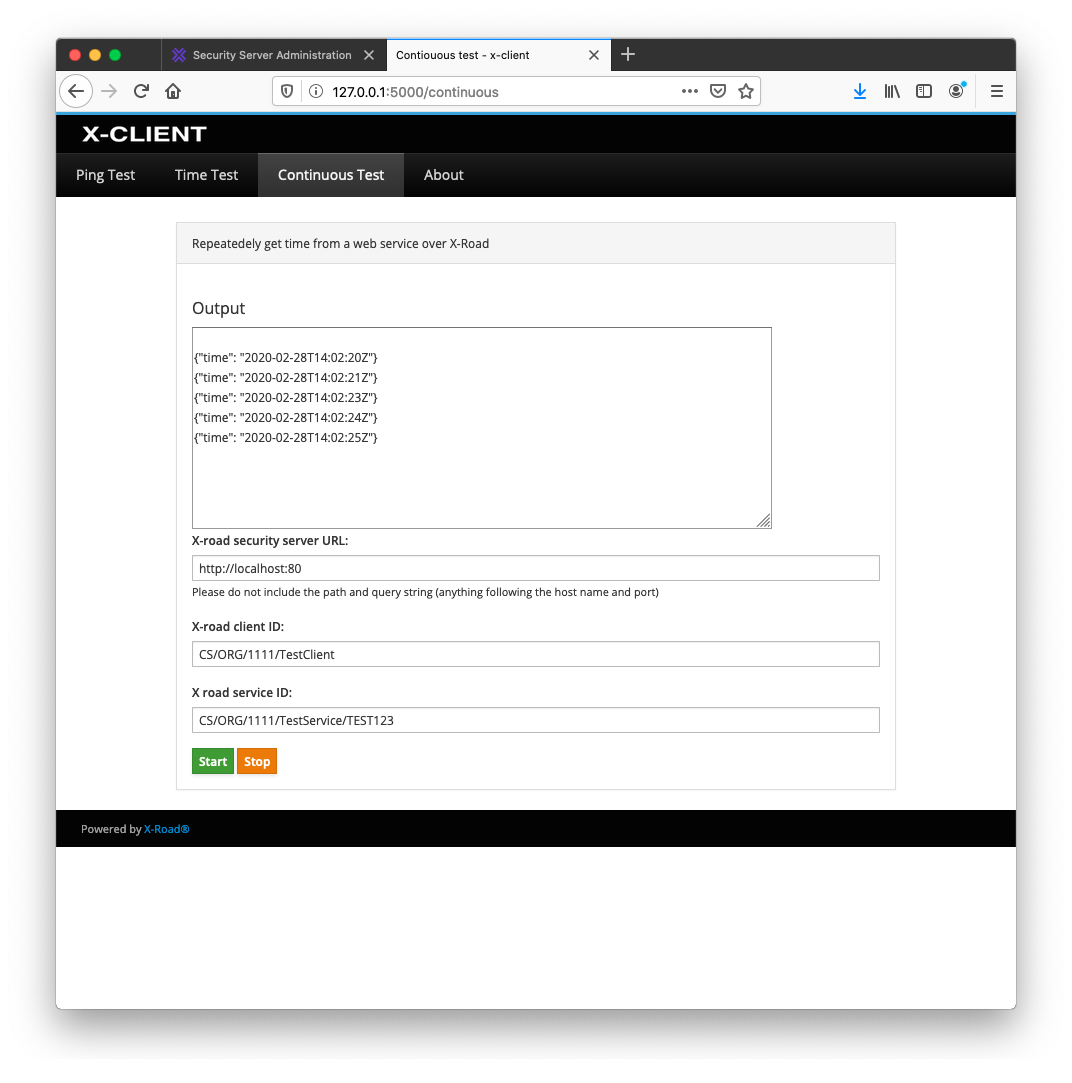 Security Server Administration
Contiouous test - x-client
127.0.0.1:5000/continuous
X-CLIENT
Ping Test
Time Test
Continuous Test
About
Repeatedely get time from a web service over X-Road
Output
{"time": "2020-02-28T14:02:20Z"}
{"time": "2020-02-28T14:02:21Z"}
{"time": "2020-02-28T14:02:23Z"}
{"time": "2020-02-28T14:02:24Z"}
{"time": "2020-02-28T14:02:25Z"}
X-road security server URL:
http://localhost:80
Please do not include the path and query string (anything following the host name and port)
X-road client ID:
CS/ORG/1111/TestClient
X road service ID:
CS/ORG/1111/TestService/TEST123
Start Stop
Powered by X-Road®